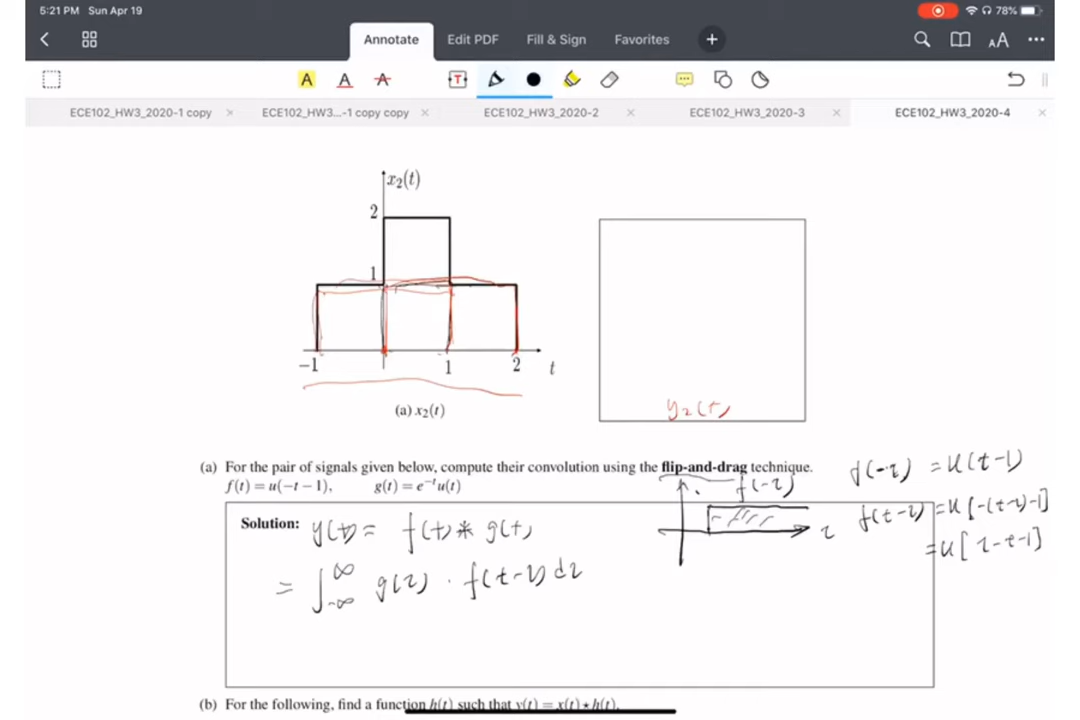 5:21 PM Sun Apr 19
78%
Annotate Edit PDF Fill & Sign Favorites
ECE102_HW3_2020-1 copy ECE102_HW3...-1 copy copy ECE102_HW3_2020-2 ECE102_HW3_2020-3 ECE102_HW3_2020-4
x₂(t)
2
1
−1 1 2 t
(a) x₂(t)
y₂(t)
(a) For the pair of signals given below, compute their convolution using the flip-and-drag technique.
f(t) = u(−t − 1), g(t) = e⁻ᵗu(t)
f(-τ) = u(t-1)
f(-τ)
τ
f(t-τ) = u[-(t-τ)-1]
= u[τ-t-1]
Solution: y(t) = f(t) * g(t)
= ∫_{-∞}^{∞} g(τ) · f(t-τ) dτ
(b) For the following, find a function h(t) such that y(t) = x(t) ⋆ h(t).